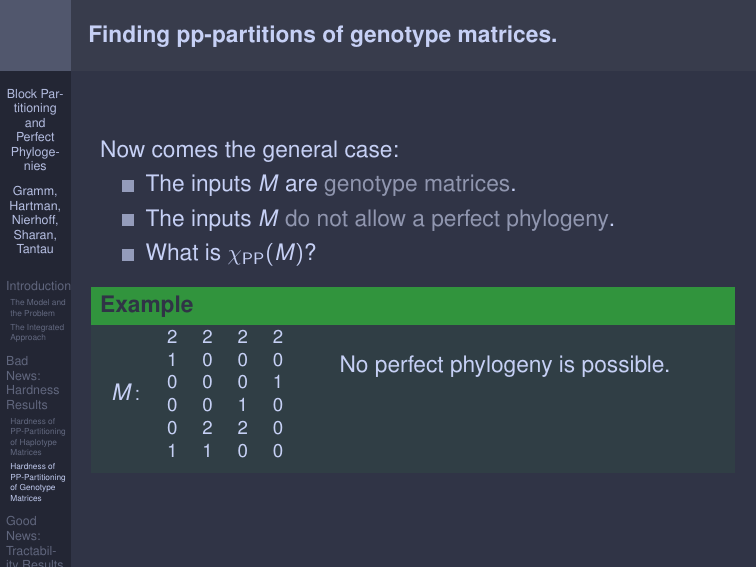 Finding pp-partitions of genotype matrices.
Block Par-
titioning
and
Perfect
Phyloge-
nies
Gramm,
Hartman,
Nierhoff,
Sharan,
Tantau
Introduction
The Model and
the Problem
The Integrated
Approach
Bad
News:
Hardness
Results
Hardness of
PP-Partitioning
of Haplotype
Matrices
Hardness of
PP-Partitioning
of Genotype
Matrices
Good
News:
Tractabil-
ity Results
Now comes the general case:
The inputs M are genotype matrices.
The inputs M do not allow a perfect phylogeny.
What is χPP(M)?
Example
M:
2 2 2 2
1 0 0 0
0 0 0 1
0 0 1 0
0 2 2 0
1 1 0 0
No perfect phylogeny is possible.